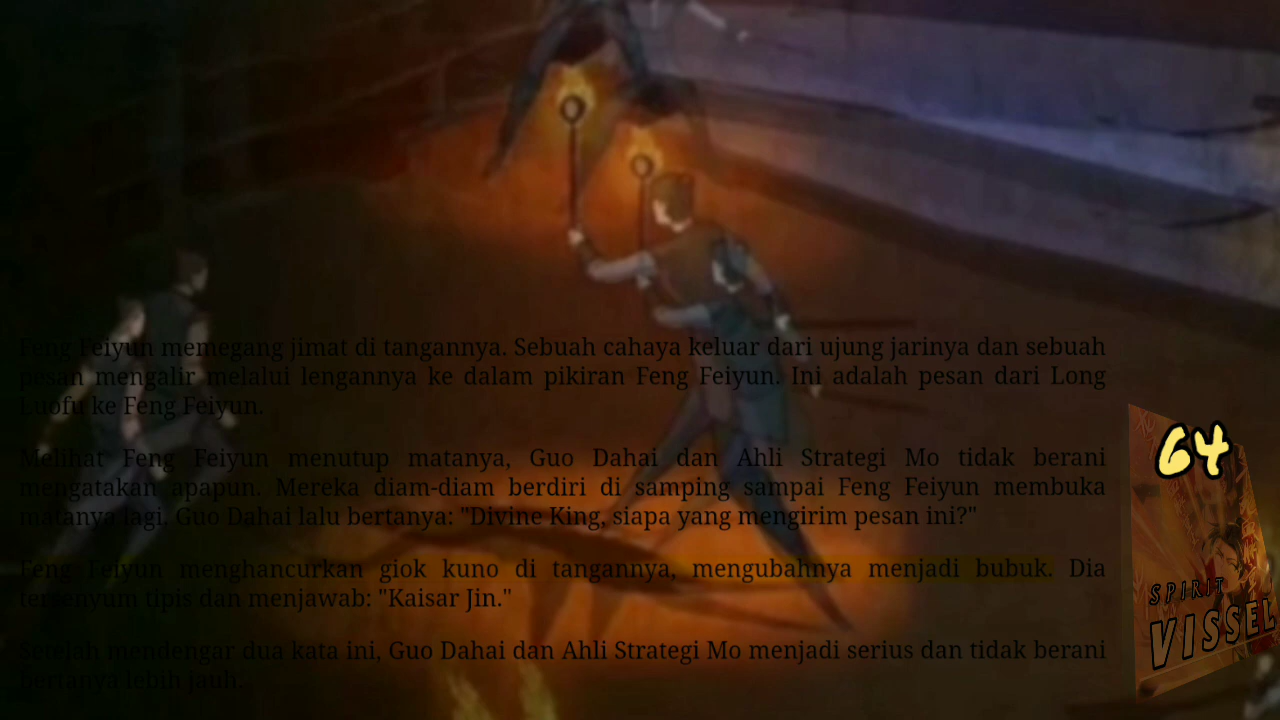 Feng Feiyun memegang jimat di tangannya. Sebuah cahaya keluar dari ujung jarinya dan sebuah
pesan mengalir melalui lengannya ke dalam pikiran Feng Feiyun. Ini adalah pesan dari Long
Luofu ke Feng Feiyun.
Melihat Feng Feiyun menutup matanya, Guo Dahai dan Ahli Strategi Mo tidak berani
mengatakan apapun. Mereka diam-diam berdiri di samping sampai Feng Feiyun membuka
matanya lagi. Guo Dahai lalu bertanya: "Divine King, siapa yang mengirim pesan ini?"
Feng Feiyun menghancurkan giok kuno di tangannya, mengubahnya menjadi bubuk. Dia
tersenyum tipis dan menjawab: "Kaisar Jin."
Setelah mendengar dua kata ini, Guo Dahai dan Ahli Strategi Mo menjadi serius dan tidak berani
bertanya lebih jauh.
64
SPIRIT
VISSEL